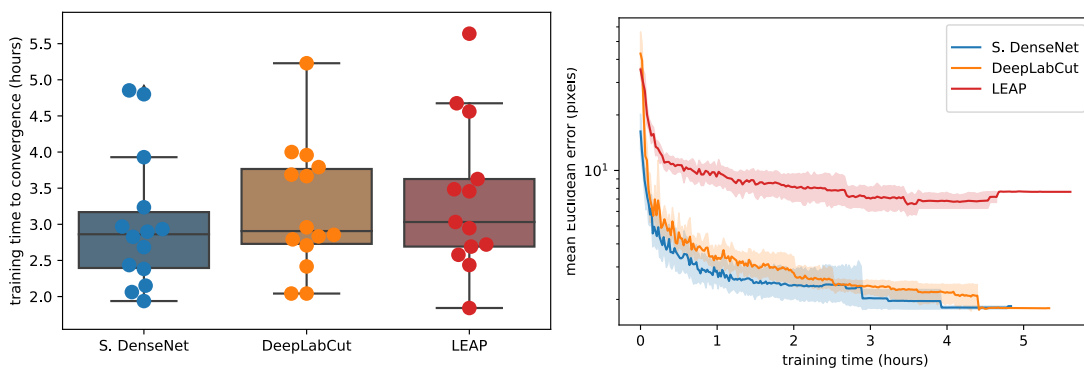 training time to convergence (hours)
5.5
5.0
4.5
4.0
3.5
3.0
2.5
2.0
S. DenseNet
DeepLabCut
LEAP
mean Euclidean error (pixels)
10¹
S. DenseNet
DeepLabCut
LEAP
0
1
2
3
4
5
training time (hours)